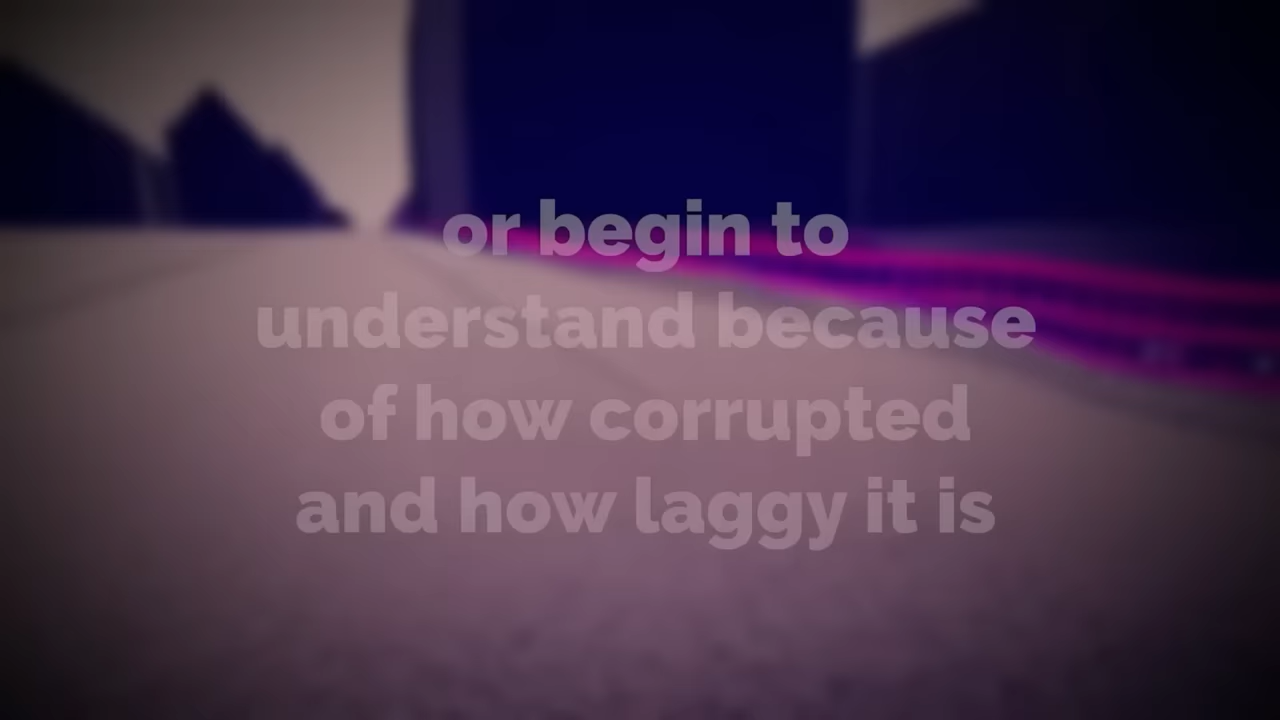 or begin to
understand because
of how corrupted
and how laggy it is